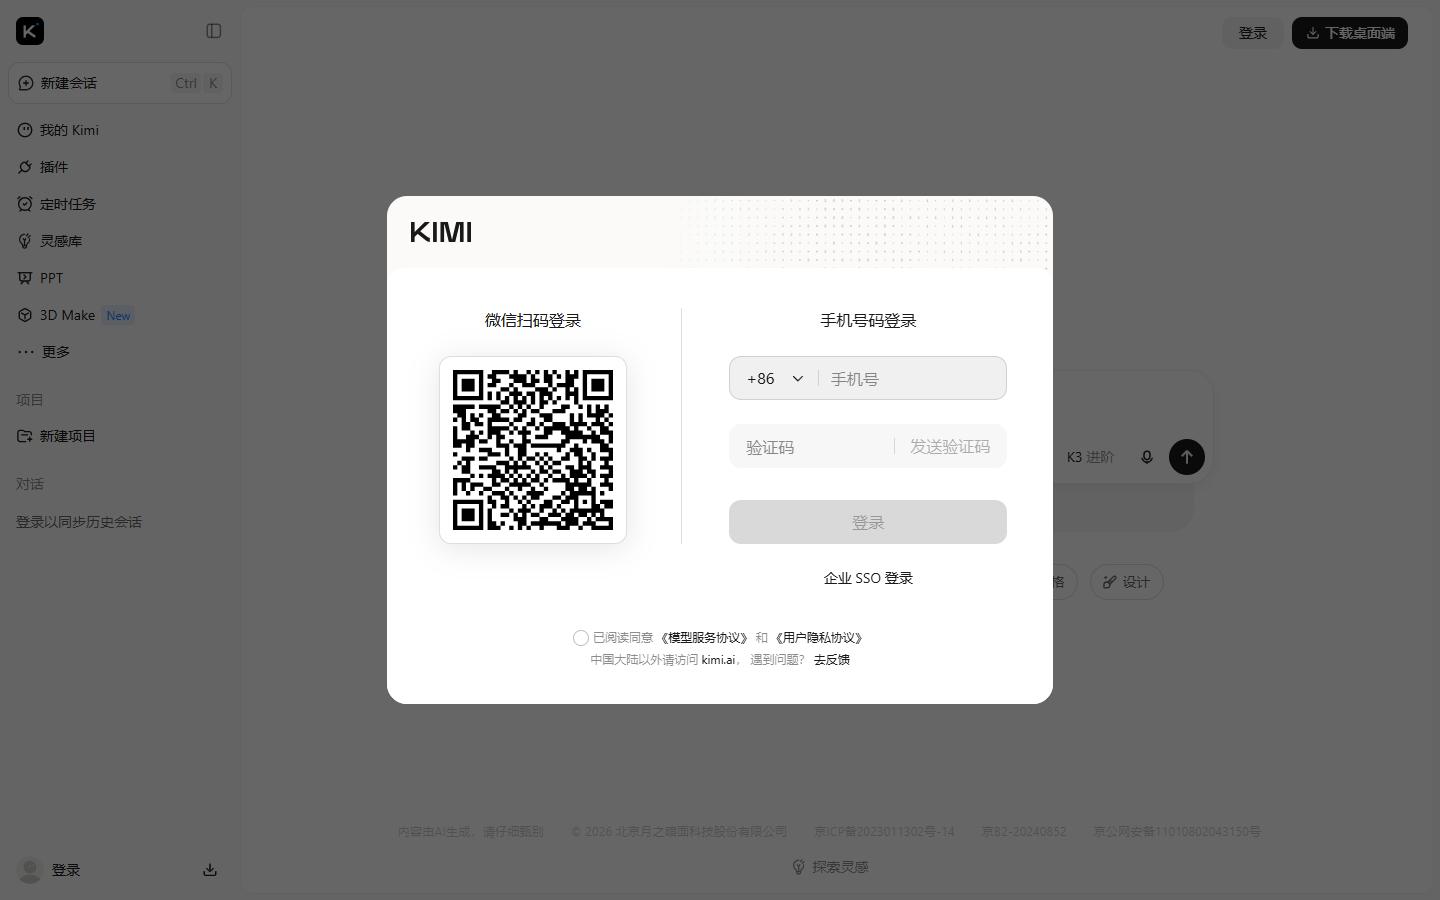 登录
下载桌面端
新建会话
Ctrl K
我的 Kimi
插件
定时任务
灵感库
PPT
3D Make New
更多
项目
新建项目
对话
登录以同步历史会话
登录
KIMI
微信扫码登录
手机号码登录
+86 手机号
验证码 发送验证码
登录
企业 SSO 登录
已阅读同意 《模型服务协议》 和 《用户隐私协议》
中国大陆以外请访问 kimi.ai， 遇到问题？ 去反馈
K3 进阶
格
设计
内容由AI生成，请仔细甄别 © 2026 北京月之暗面科技股份有限公司 京ICP备2023011302号-14 京B2-20240852 京公网安备11010802043150号
探索灵感